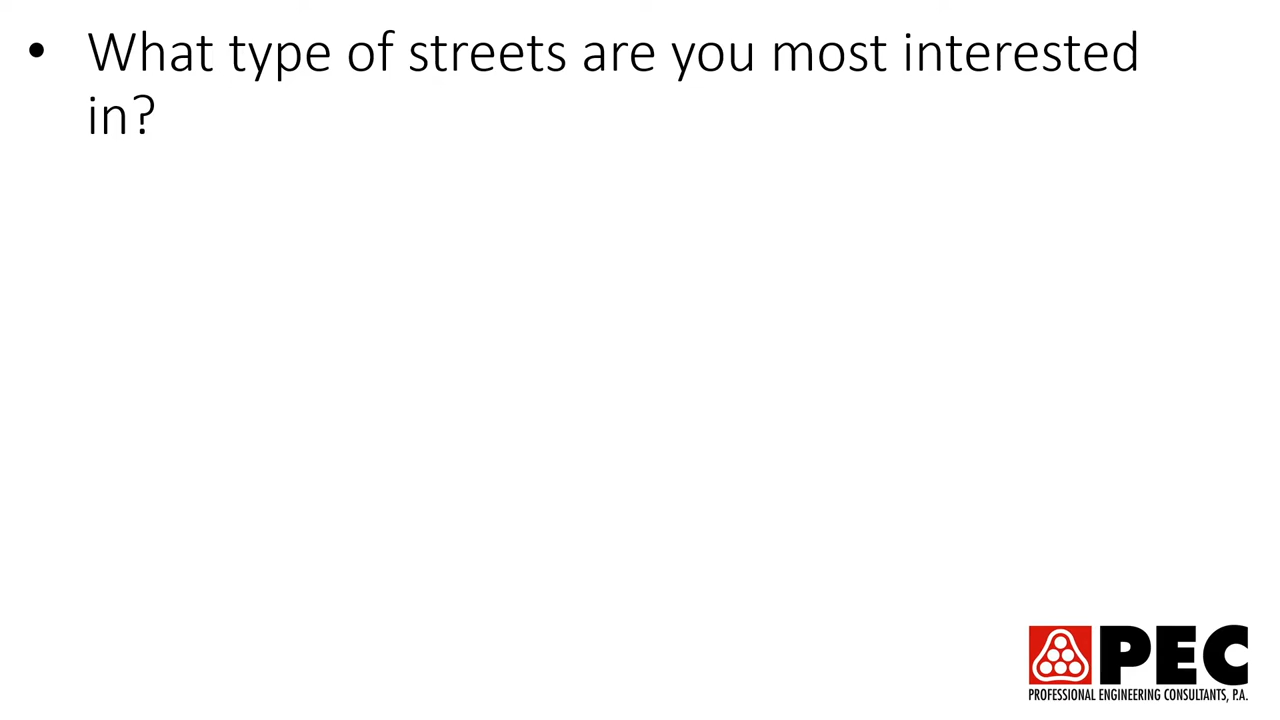 • What type of streets are you most interested
in?
PEC
PROFESSIONAL ENGINEERING CONSULTANTS, P.A.